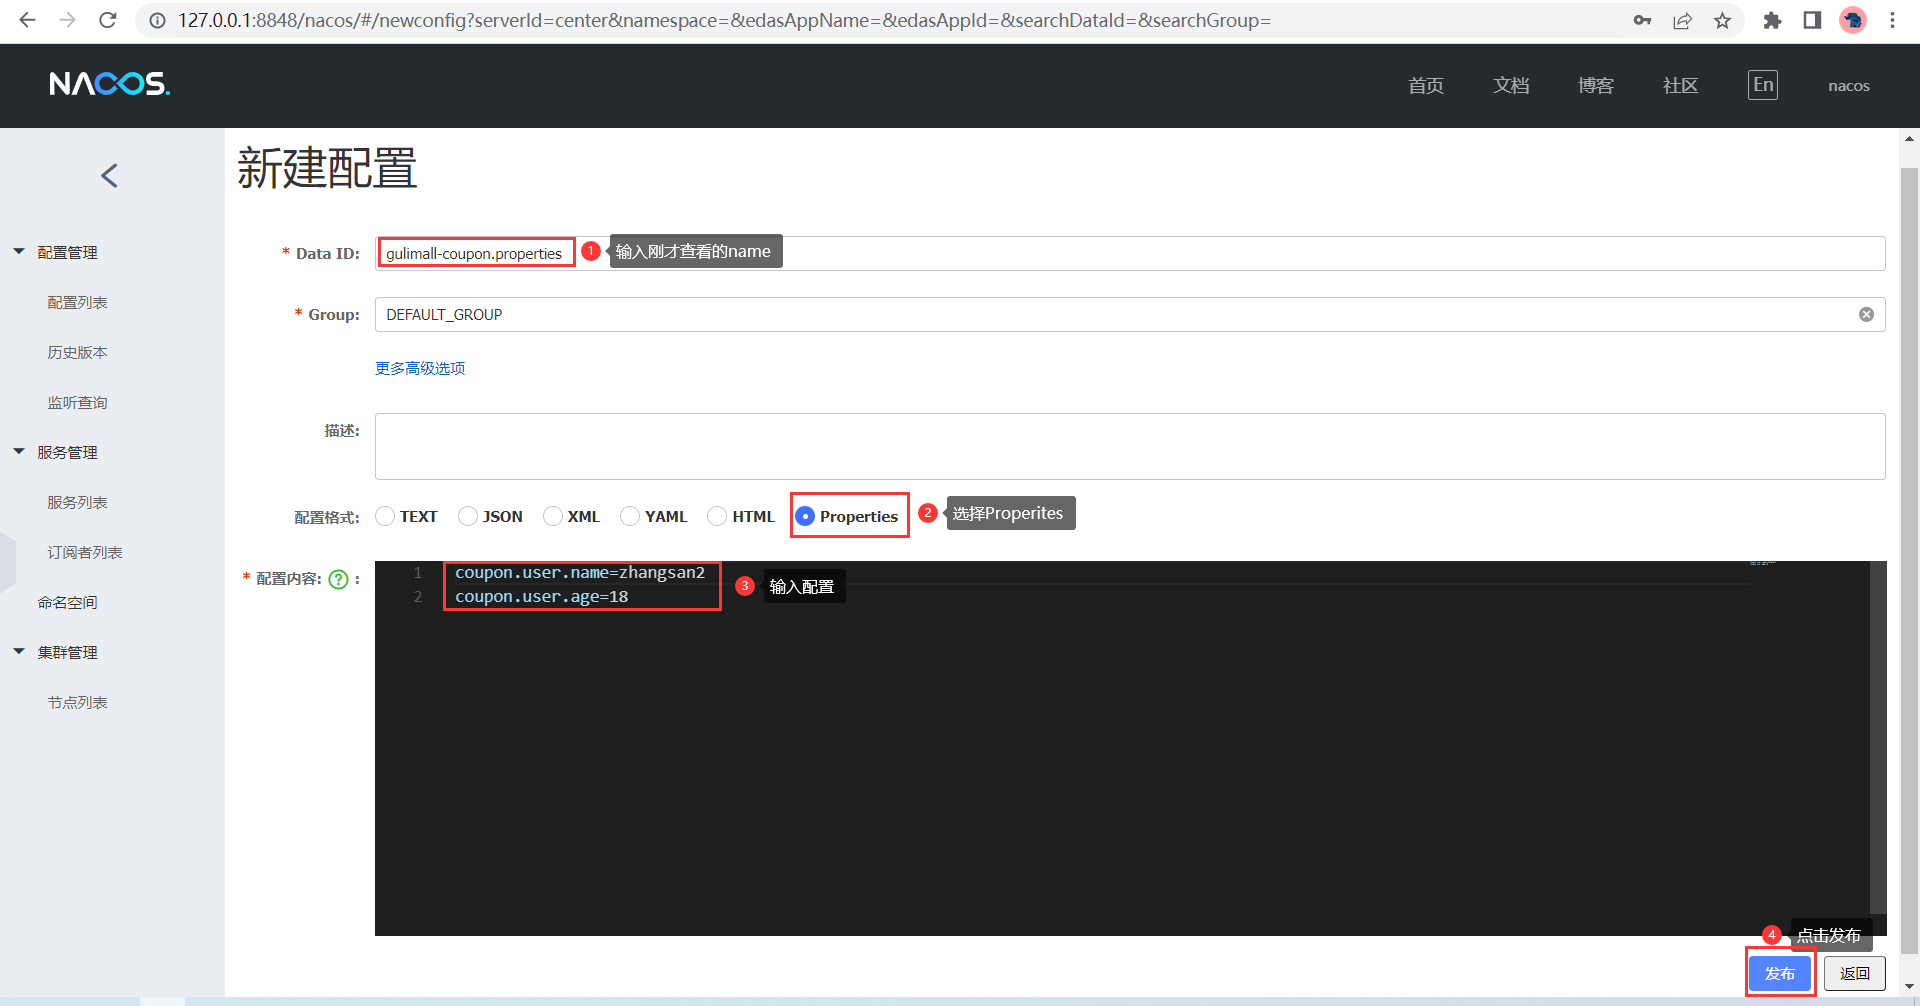 127.0.0.1:8848/nacos/#/newconfig?serverId=center&namespace=&edasAppName=&edasAppId=&searchDataId=&searchGroup=
NACOS.
首页 文档 博客 社区 En nacos
新建配置
配置管理
配置列表
历史版本
监听查询
服务管理
服务列表
订阅者列表
命名空间
集群管理
节点列表
* Data ID: gulimall-coupon.properties 1 输入刚才查看的name
* Group: DEFAULT_GROUP
更多高级选项
描述:
配置格式: TEXT JSON XML YAML HTML Properties 2 选择Properites
* 配置内容: ? :
1 coupon.user.name=zhangsan2
2 coupon.user.age=18
3 输入配置
4 点击发布
发布 返回